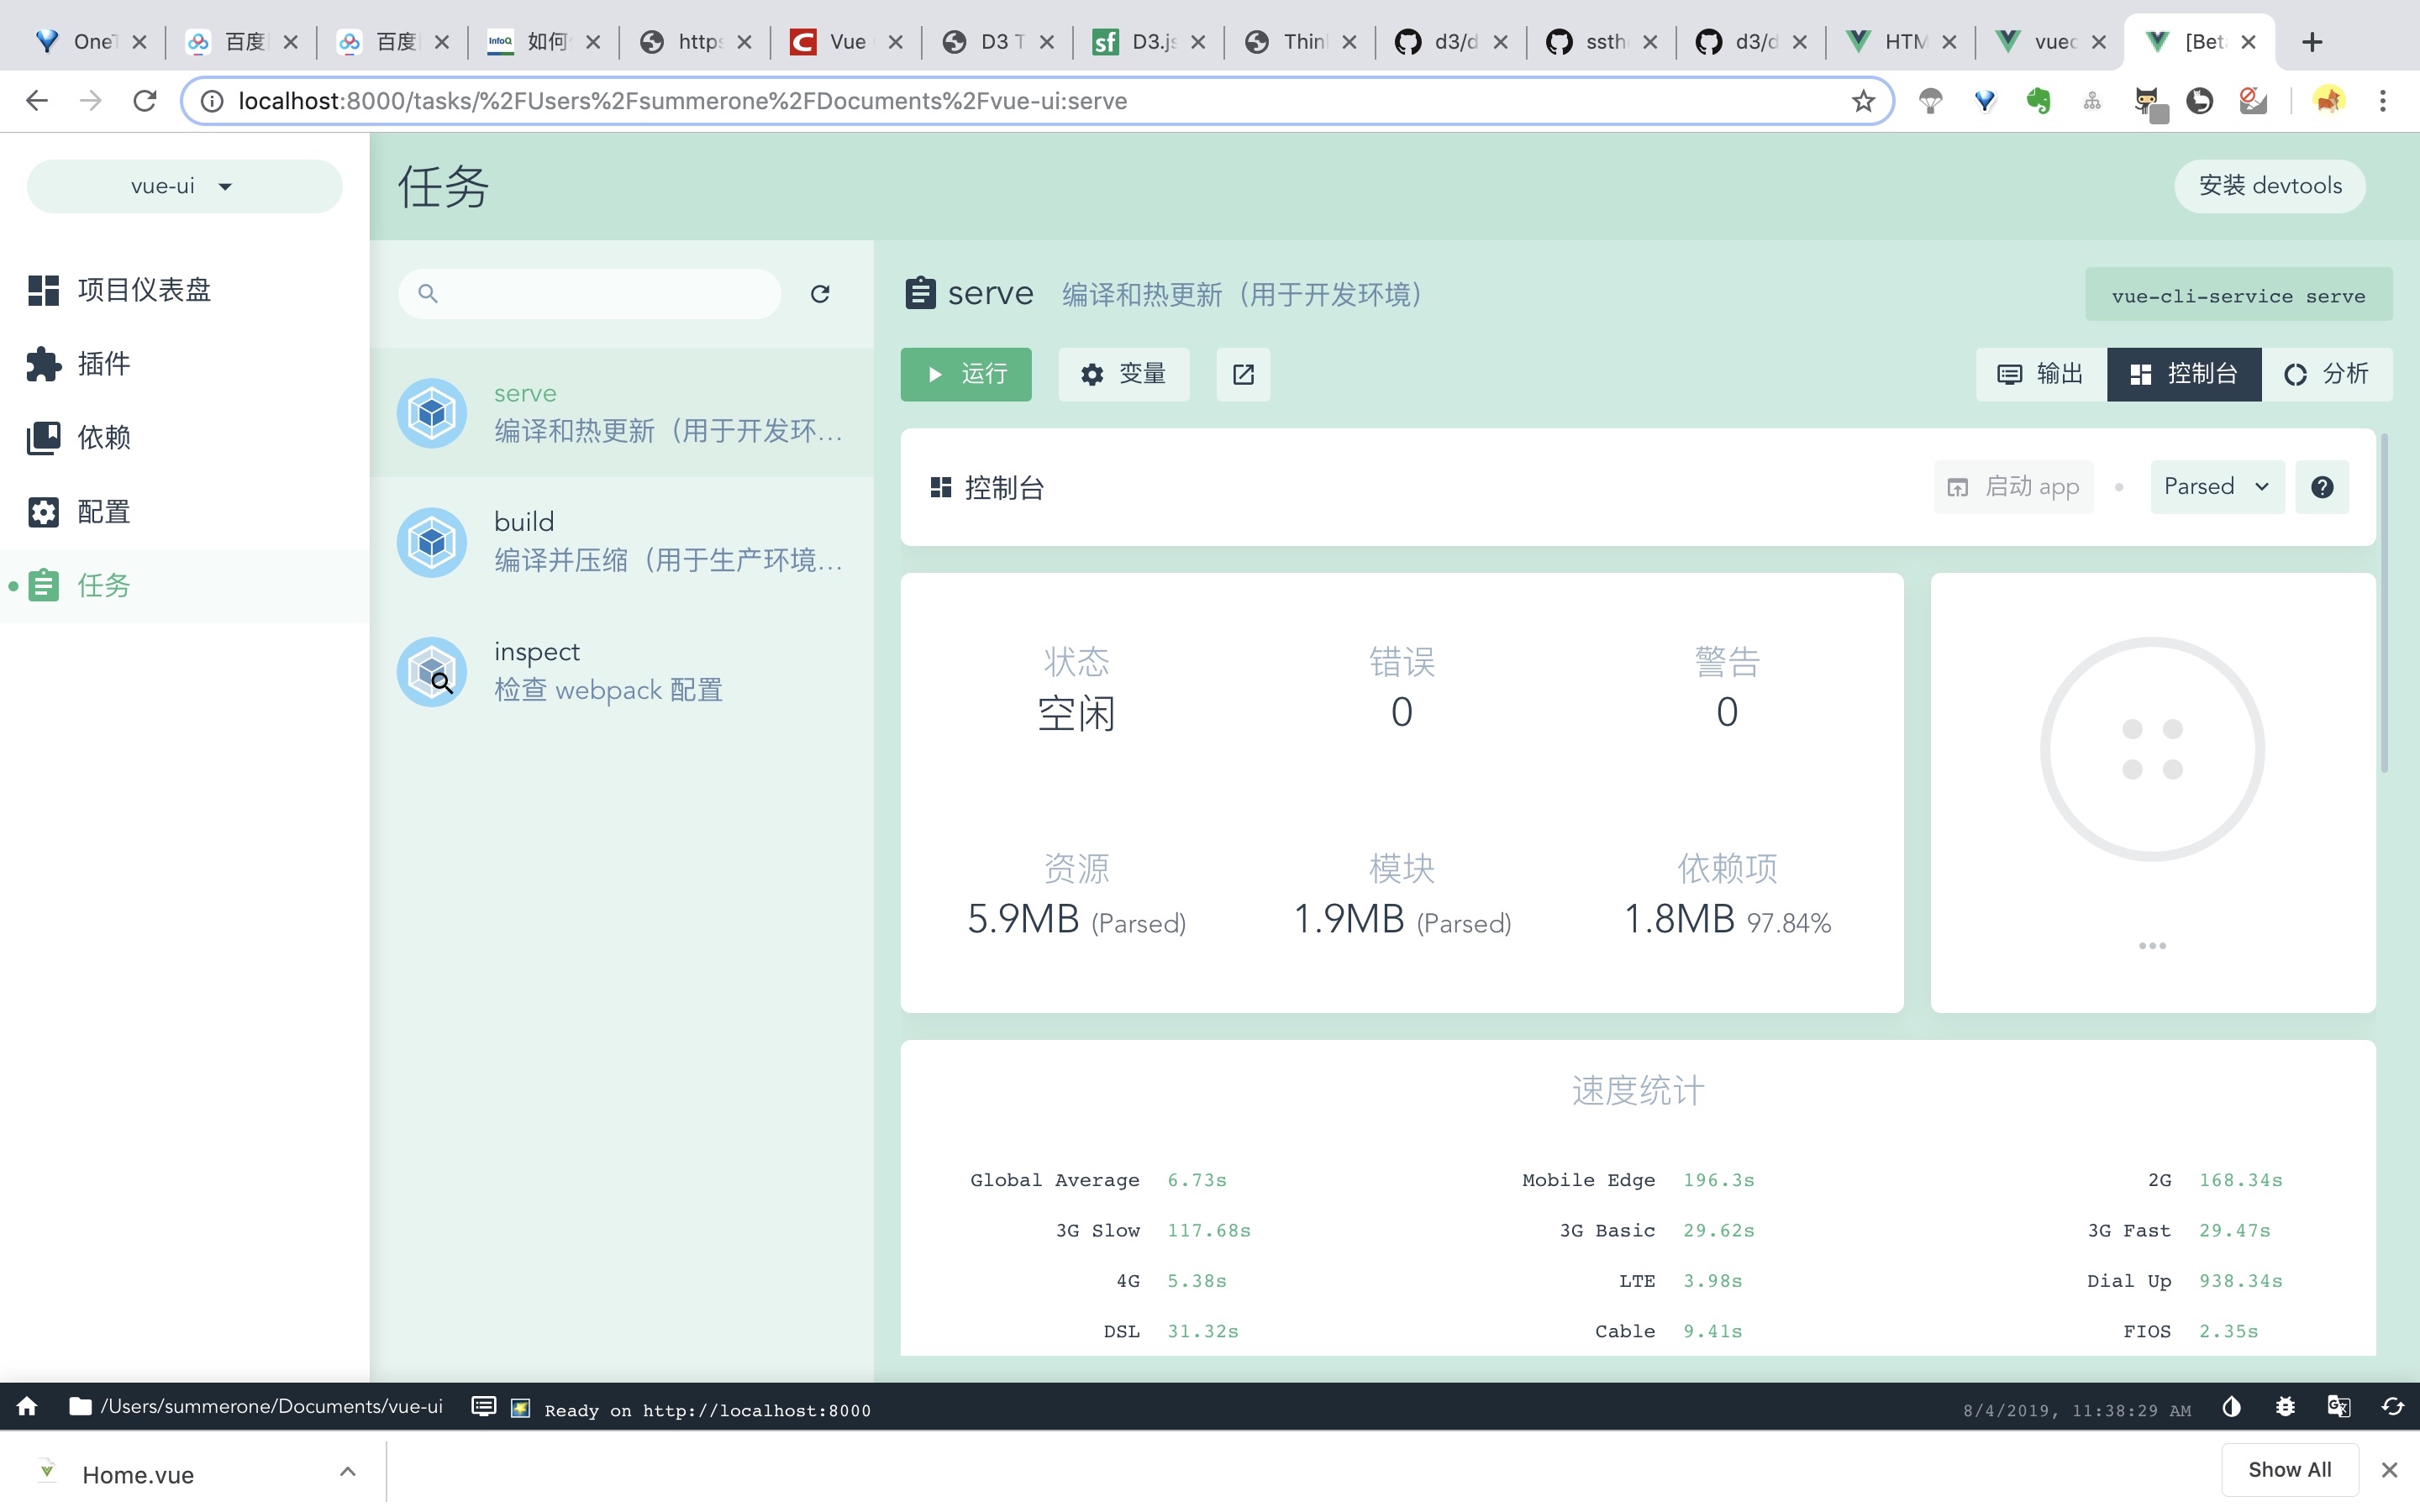 One
百度
百度
InfoQ 如何
https
C Vue
D3 T
sf D3.js
Thin
d3/d
ssth
d3/d
HTM
vuec
[Bet
localhost:8000/tasks/%2FUsers%2Fsummerone%2FDocuments%2Fvue-ui:serve
vue-ui
任务
安装 devtools
项目仪表盘
插件
依赖
配置
任务
serve
编译和热更新（用于开发环…
build
编译并压缩（用于生产环境…
inspect
检查 webpack 配置
serve 编译和热更新（用于开发环境）
vue-cli-service serve
运行
变量
输出
控制台
分析
控制台
启动 app
Parsed
状态
空闲
错误
0
警告
0
资源
5.9MB (Parsed)
模块
1.9MB (Parsed)
依赖项
1.8MB 97.84%
速度统计
Global Average 6.73s
Mobile Edge 196.3s
2G 168.34s
3G Slow 117.68s
3G Basic 29.62s
3G Fast 29.47s
4G 5.38s
LTE 3.98s
Dial Up 938.34s
DSL 31.32s
Cable 9.41s
FIOS 2.35s
/Users/summerone/Documents/vue-ui
Ready on http://localhost:8000
8/4/2019, 11:38:29 AM
Home.vue
Show All